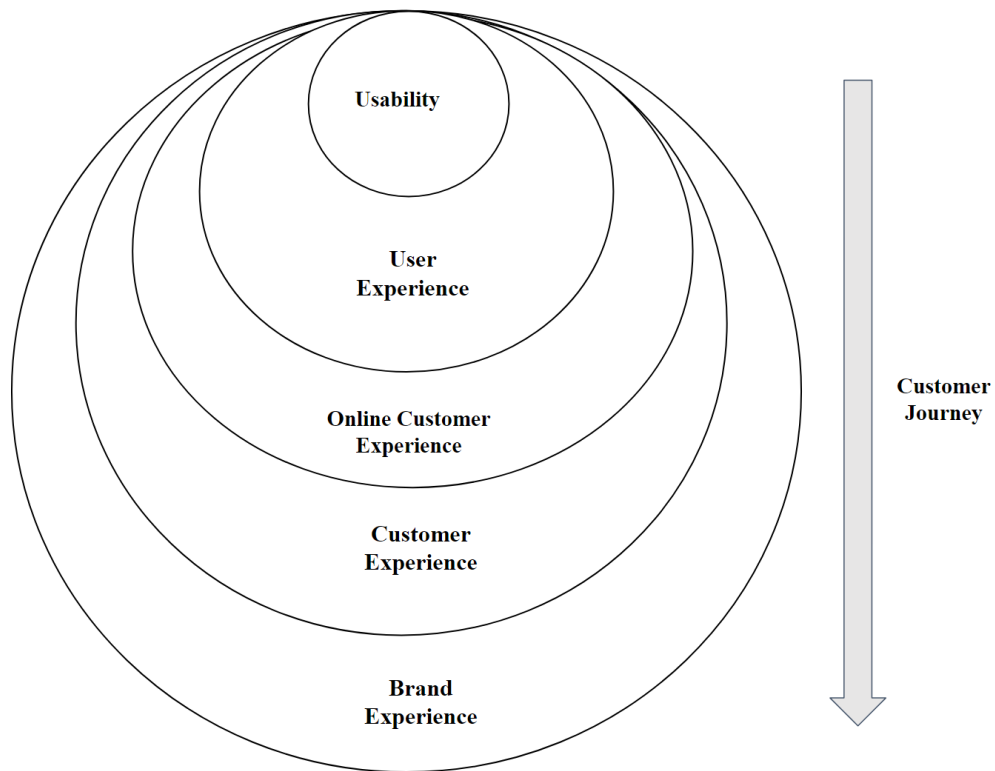 Usability
User
Experience
Online Customer
Experience
Customer
Experience
Brand
Experience
Customer
Journey